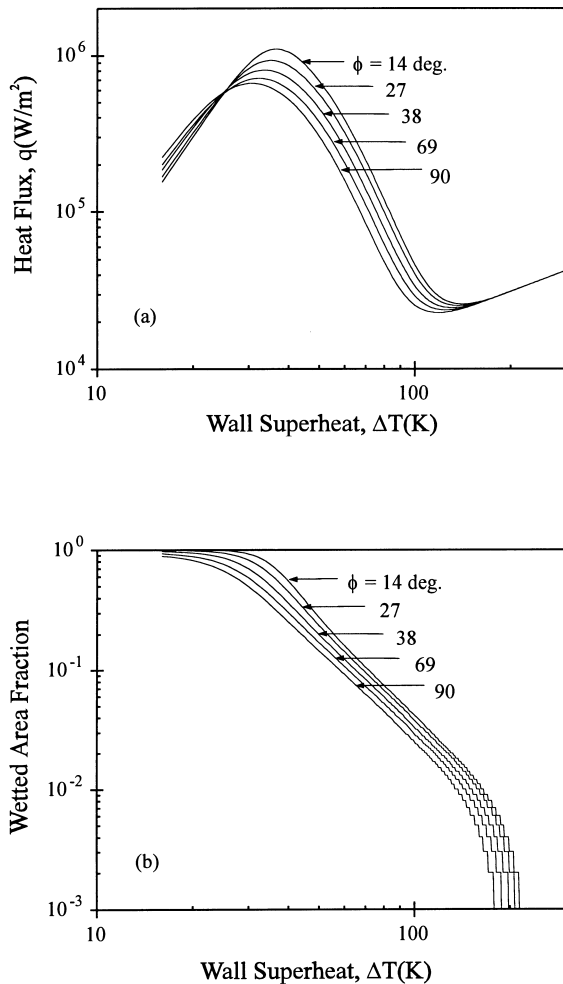 10^6
10^5
10^4
Heat Flux, q(W/m^2)
ϕ = 14 deg.
27
38
69
90
(a)
10
100
Wall Superheat, ΔT(K)
10^0
10^-1
10^-2
10^-3
Wetted Area Fraction
ϕ = 14 deg.
27
38
69
90
(b)
10
100
Wall Superheat, ΔT(K)